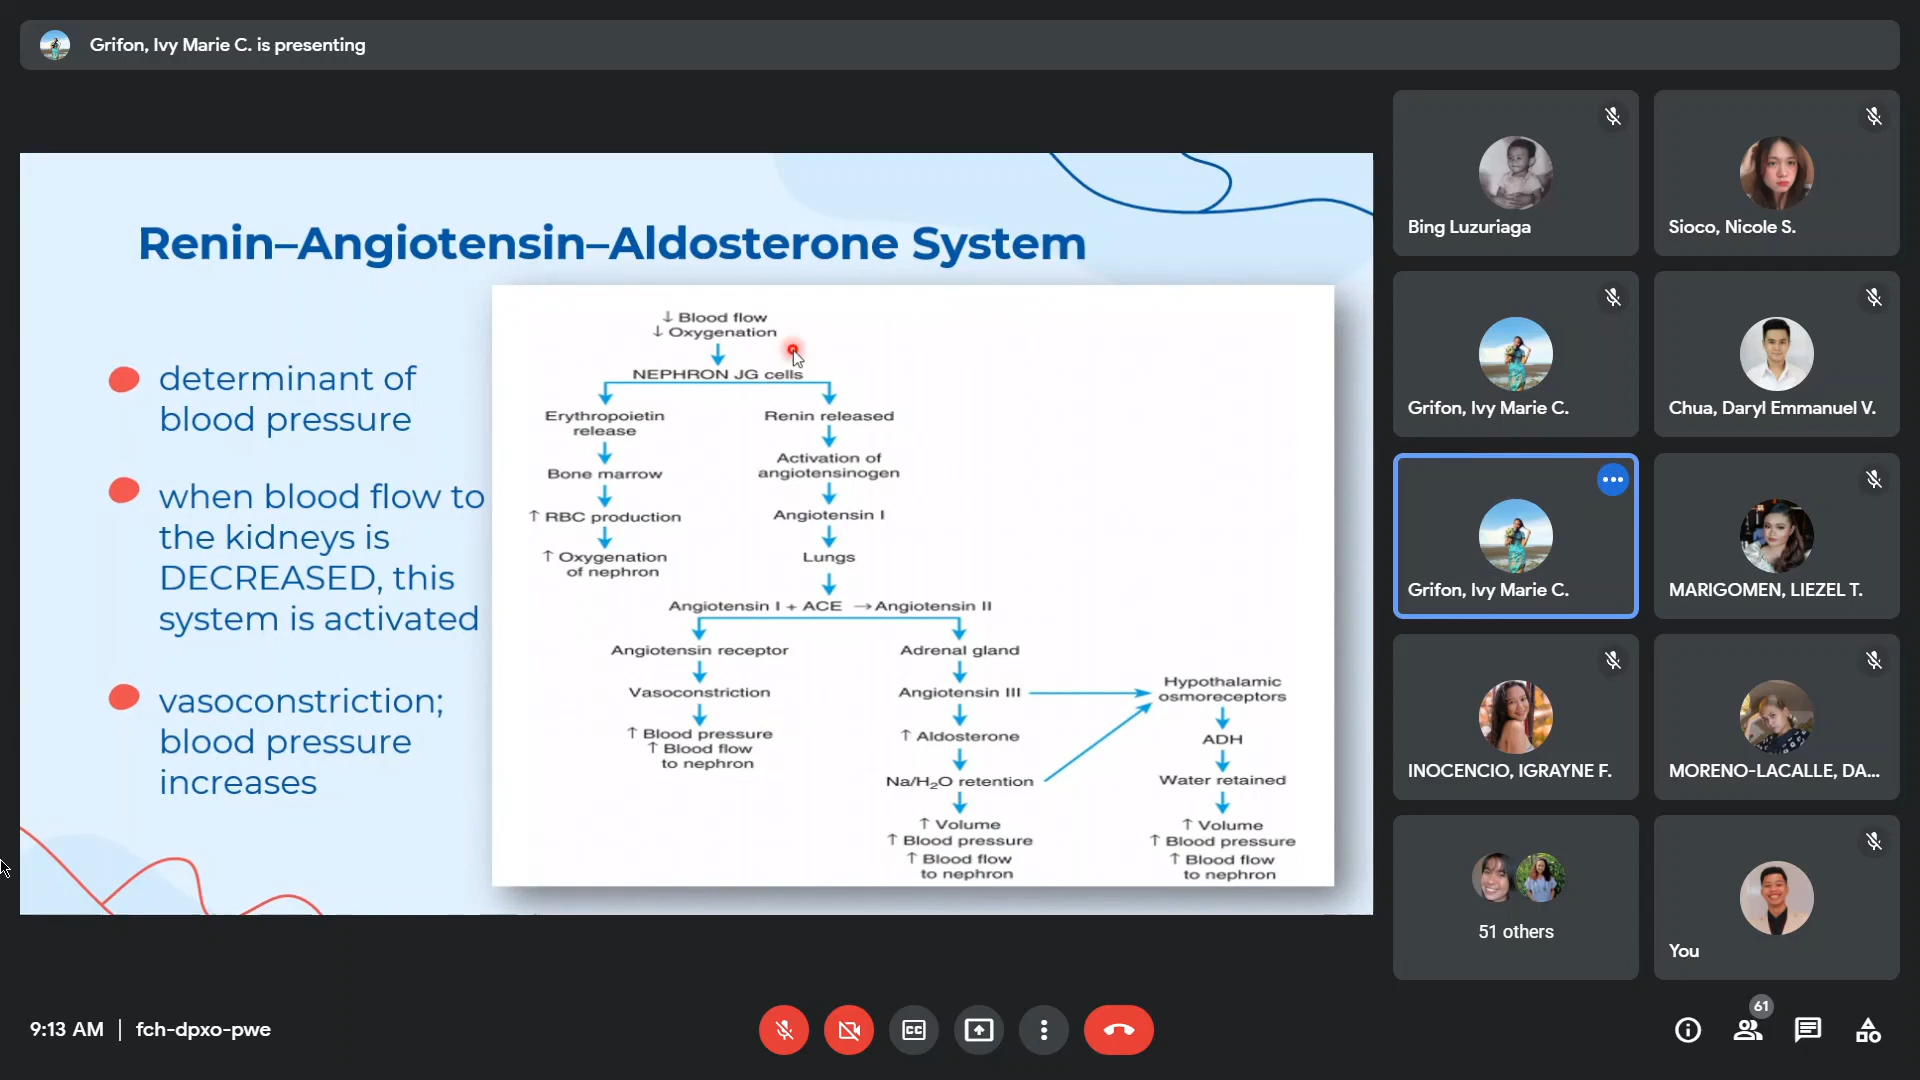 Grifon, Ivy Marie C. is presenting
Renin–Angiotensin–Aldosterone System
determinant of
blood pressure
when blood flow to
the kidneys is
DECREASED, this
system is activated
vasoconstriction;
blood pressure
increases
↓ Blood flow
↓ Oxygenation
NEPHRON JG cells
Erythropoietin
release
Bone marrow
↑ RBC production
↑ Oxygenation
of nephron
Renin released
Activation of
angiotensinogen
Angiotensin I
Lungs
Angiotensin I + ACE → Angiotensin II
Angiotensin receptor
Vasoconstriction
↑ Blood pressure
↑ Blood flow
to nephron
Adrenal gland
Angiotensin III
↑ Aldosterone
Na/H₂O retention
↑ Volume
↑ Blood pressure
↑ Blood flow
to nephron
Hypothalamic
osmoreceptors
ADH
Water retained
↑ Volume
↑ Blood pressure
↑ Blood flow
to nephron
Bing Luzuriaga
Sioco, Nicole S.
Grifon, Ivy Marie C.
Chua, Daryl Emmanuel V.
Grifon, Ivy Marie C.
MARIGOMEN, LIEZEL T.
INOCENCIO, IGRAYNE F.
MORENO-LACALLE, DA...
51 others
You
9:13 AM | fch-dpxo-pwe
CC
61